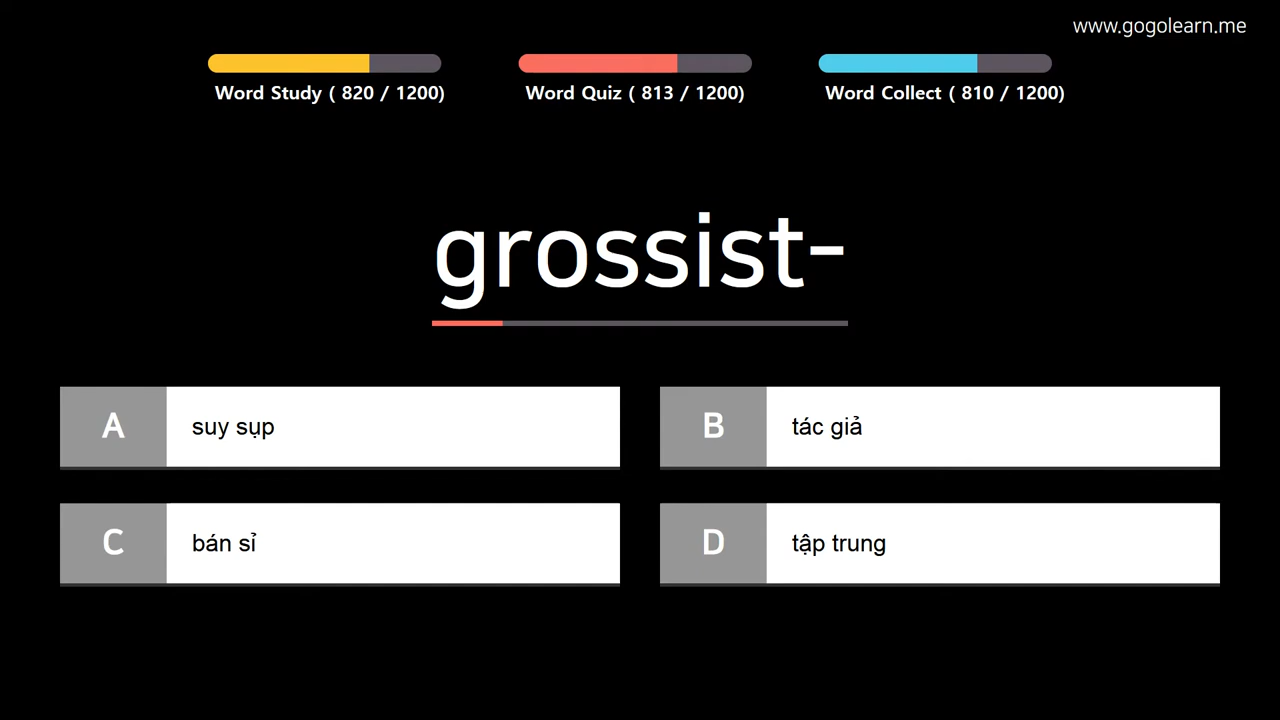 www.gogolearn.me
Word Study ( 820 / 1200)
Word Quiz ( 813 / 1200)
Word Collect ( 810 / 1200)
grossist-
A suy sụp
B tác giả
C bán sỉ
D tập trung